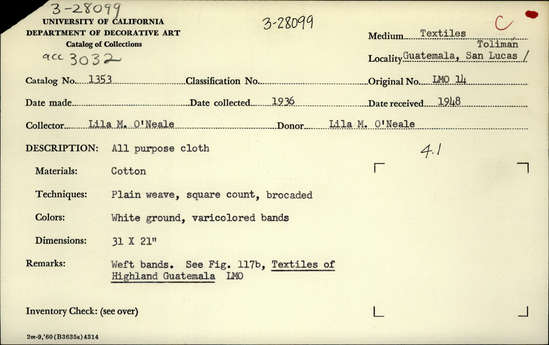 3-28099
UNIVERSITY OF CALIFORNIA
DEPARTMENT OF DECORATIVE ART
Catalog of Collections
acc 3032
3-28099
C
Medium Textiles
Toliman
Locality Guatemala, San Lucas /
Catalog No. 1353 Classification No. Original No. LMO 14
Date made Date collected 1936 Date received 1948
Collector Lila M. O'Neale Donor Lila M. O'Neale
DESCRIPTION: All purpose cloth
4.1
Materials: Cotton
Techniques: Plain weave, square count, brocaded
Colors: White ground, varicolored bands
Dimensions: 31 X 21"
Remarks: Weft bands. See Fig. 117b, Textiles of
Highland Guatemala LMO
Inventory Check: (see over)
2m-9,'60(B3635s)4314